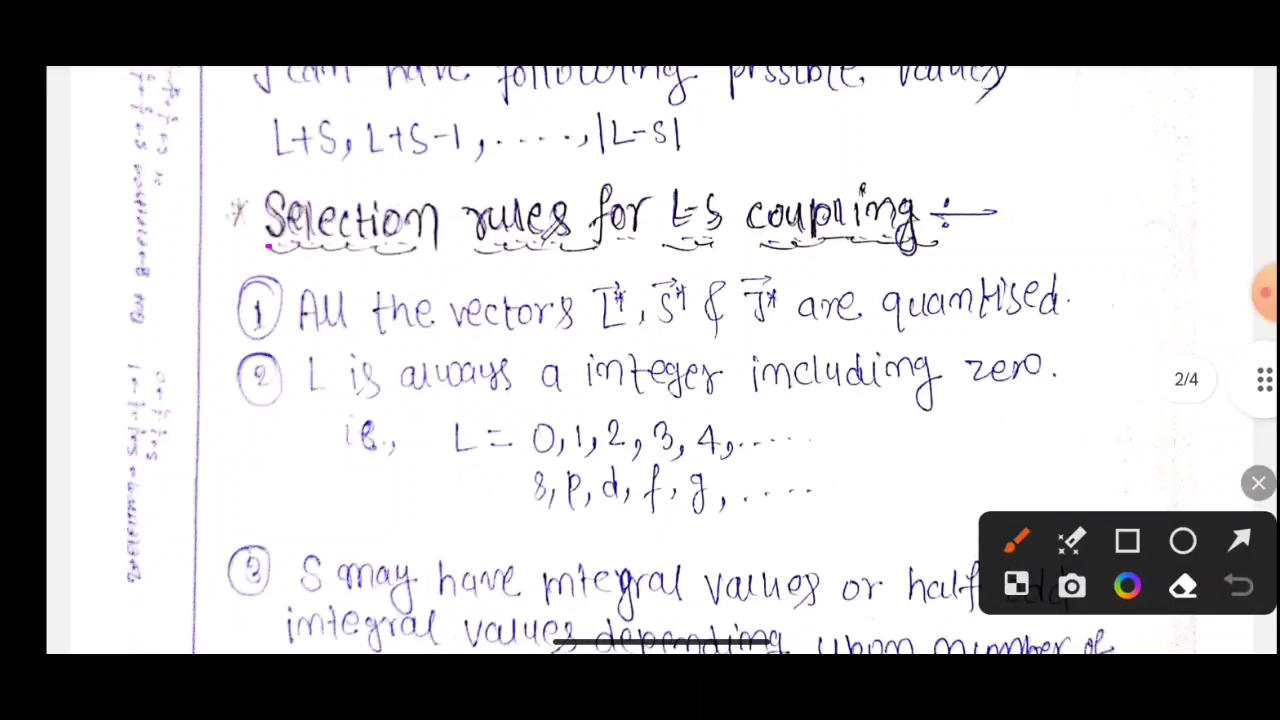 J can have following possible values
L+S, L+S-1, ....., |L-S|
* Selection rules for L-S coupling ÷
① All the vectors L⃗*, S⃗* & J⃗* are quantised.
② L is always a integer including zero.
ie., L = 0, 1, 2, 3, 4, .....
s, p, d, f, g, ....
③ S may have integral values or half odd
integral values depending upon number of
2/4